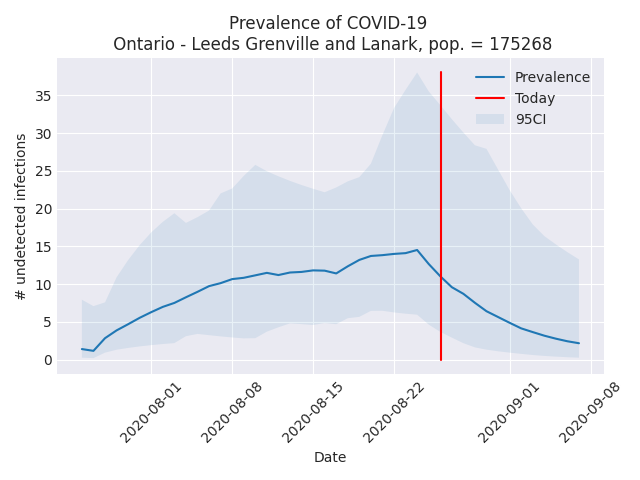 Prevalence of COVID-19
Ontario - Leeds Grenville and Lanark, pop. = 175268
Prevalence
Today
95CI
# undetected infections
35
30
25
20
15
10
5
0
2020-08-01
2020-08-08
2020-08-15
2020-08-22
2020-09-01
2020-09-08
Date